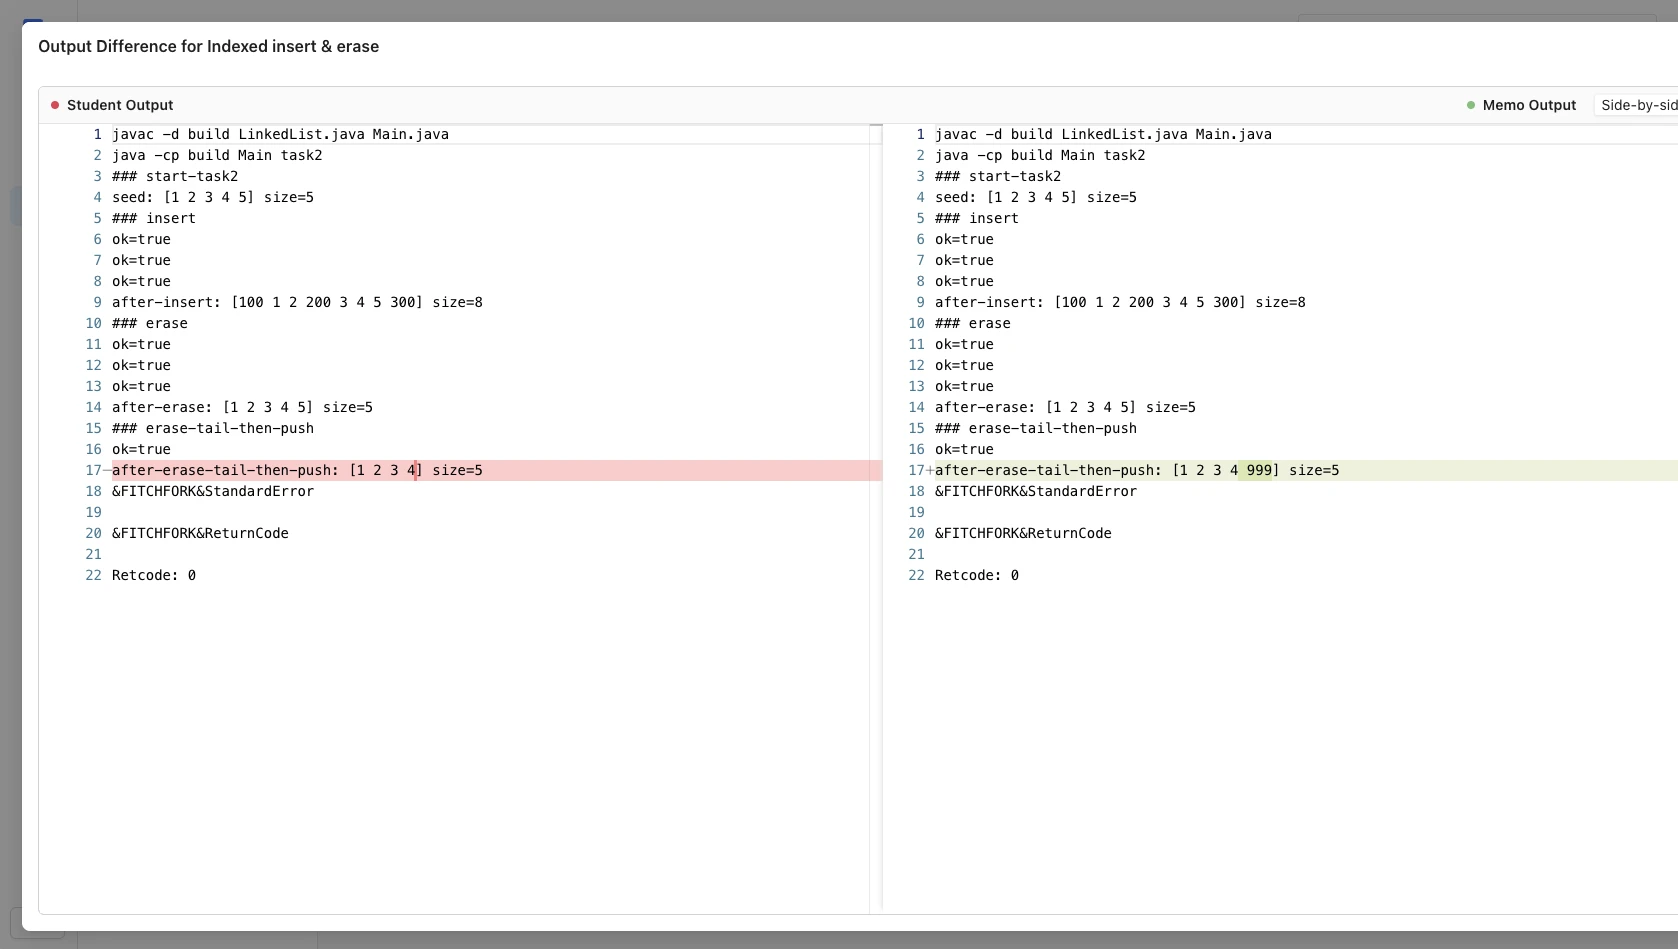 Output Difference for Indexed insert & erase
Student Output
1 javac -d build LinkedList.java Main.java
2 java -cp build Main task2
3 ### start-task2
4 seed: [1 2 3 4 5] size=5
5 ### insert
6 ok=true
7 ok=true
8 ok=true
9 after-insert: [100 1 2 200 3 4 5 300] size=8
10 ### erase
11 ok=true
12 ok=true
13 ok=true
14 after-erase: [1 2 3 4 5] size=5
15 ### erase-tail-then-push
16 ok=true
17-after-erase-tail-then-push: [1 2 3 4] size=5
18 &FITCHFORK&StandardError
19
20 &FITCHFORK&ReturnCode
21
22 Retcode: 0
Memo Output
Side-by-sid
1 javac -d build LinkedList.java Main.java
2 java -cp build Main task2
3 ### start-task2
4 seed: [1 2 3 4 5] size=5
5 ### insert
6 ok=true
7 ok=true
8 ok=true
9 after-insert: [100 1 2 200 3 4 5 300] size=8
10 ### erase
11 ok=true
12 ok=true
13 ok=true
14 after-erase: [1 2 3 4 5] size=5
15 ### erase-tail-then-push
16 ok=true
17+after-erase-tail-then-push: [1 2 3 4 999] size=5
18 &FITCHFORK&StandardError
19
20 &FITCHFORK&ReturnCode
21
22 Retcode: 0